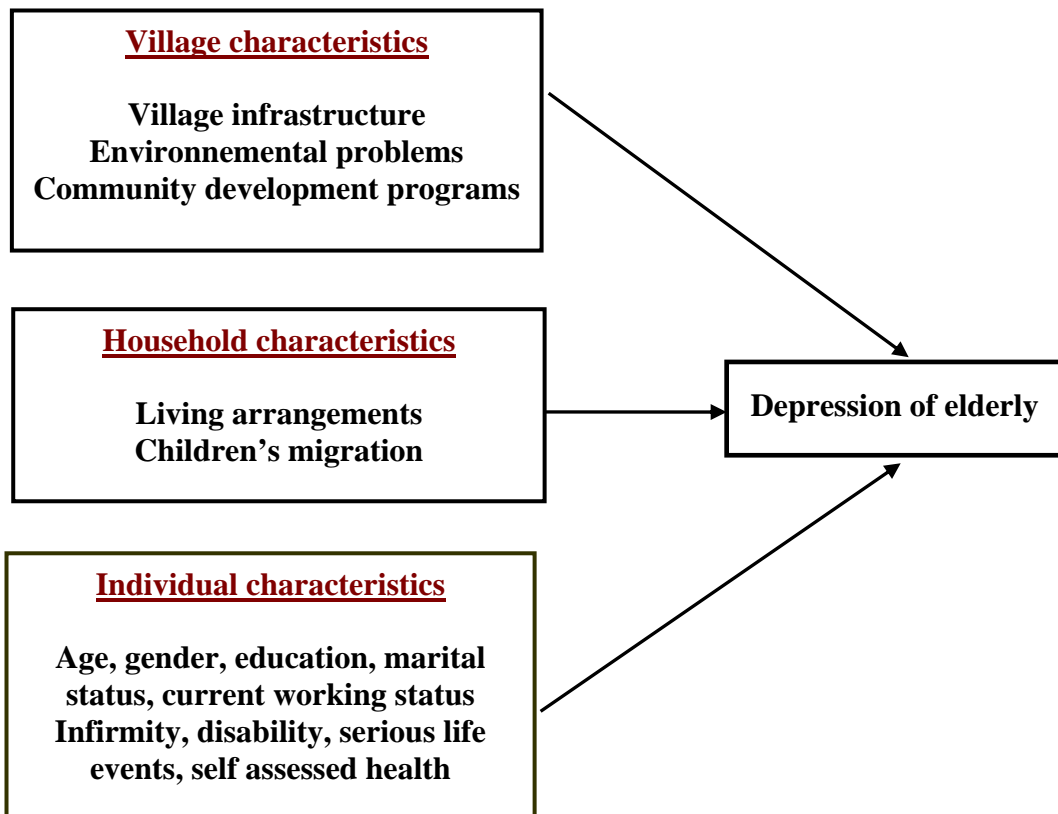 Village characteristics
Village infrastructure
Environnemental problems
Community development programs
Household characteristics
Living arrangements
Children’s migration
Depression of elderly
Individual characteristics
Age, gender, education, marital
status, current working status
Infirmity, disability, serious life
events, self assessed health